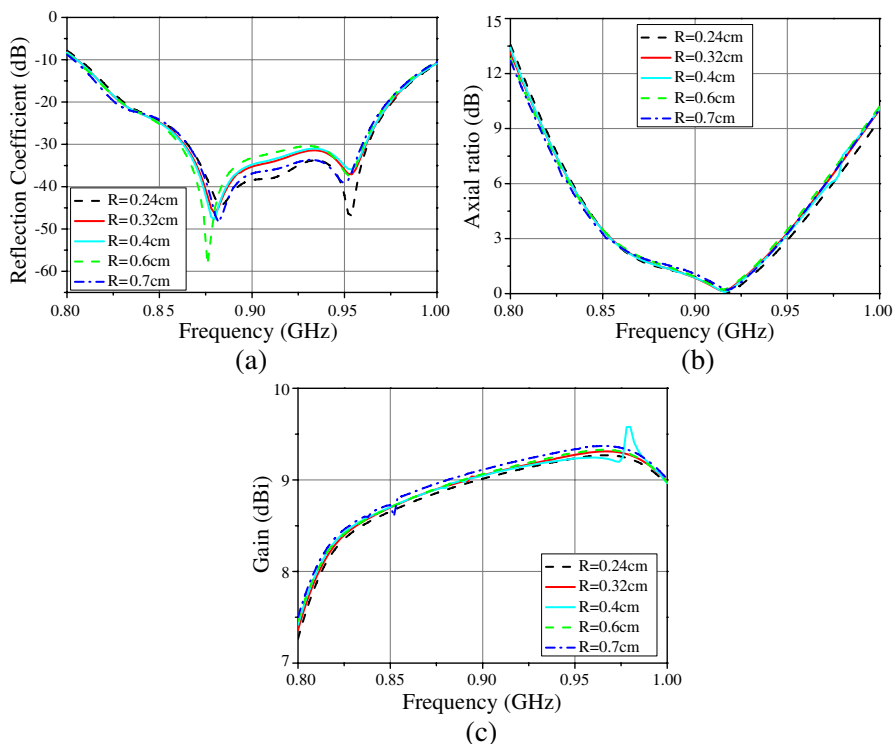 0
-10
-20
-30
-40
-50
-60
Reflection Coefficient (dB)
R=0.24cm
R=0.32cm
R=0.4cm
R=0.6cm
R=0.7cm
0.80
0.85
0.90
0.95
1.00
Frequency (GHz)
(a)
15
12
9
6
3
0
Axial ratio (dB)
R=0.24cm
R=0.32cm
R=0.4cm
R=0.6cm
R=0.7cm
0.80
0.85
0.90
0.95
1.00
Frequency (GHz)
(b)
10
9
8
7
Gain (dBi)
R=0.24cm
R=0.32cm
R=0.4cm
R=0.6cm
R=0.7cm
0.80
0.85
0.90
0.95
1.00
Frequency (GHz)
(c)